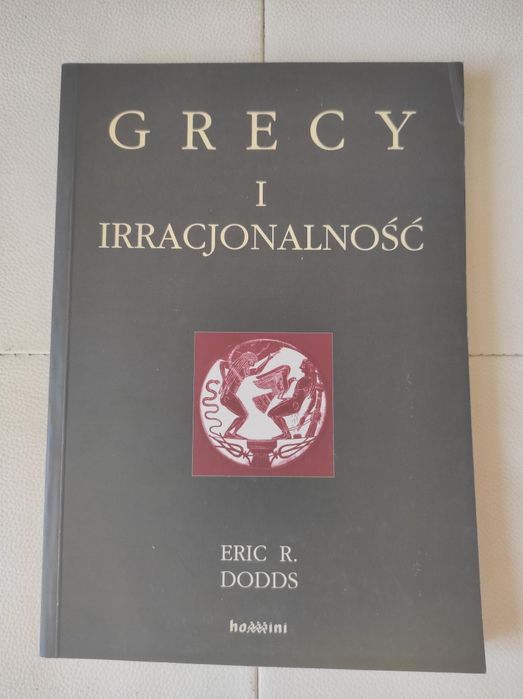 GRECY
I
IRRACJONALNOŚĆ
ERIC R.
DODDS
homini